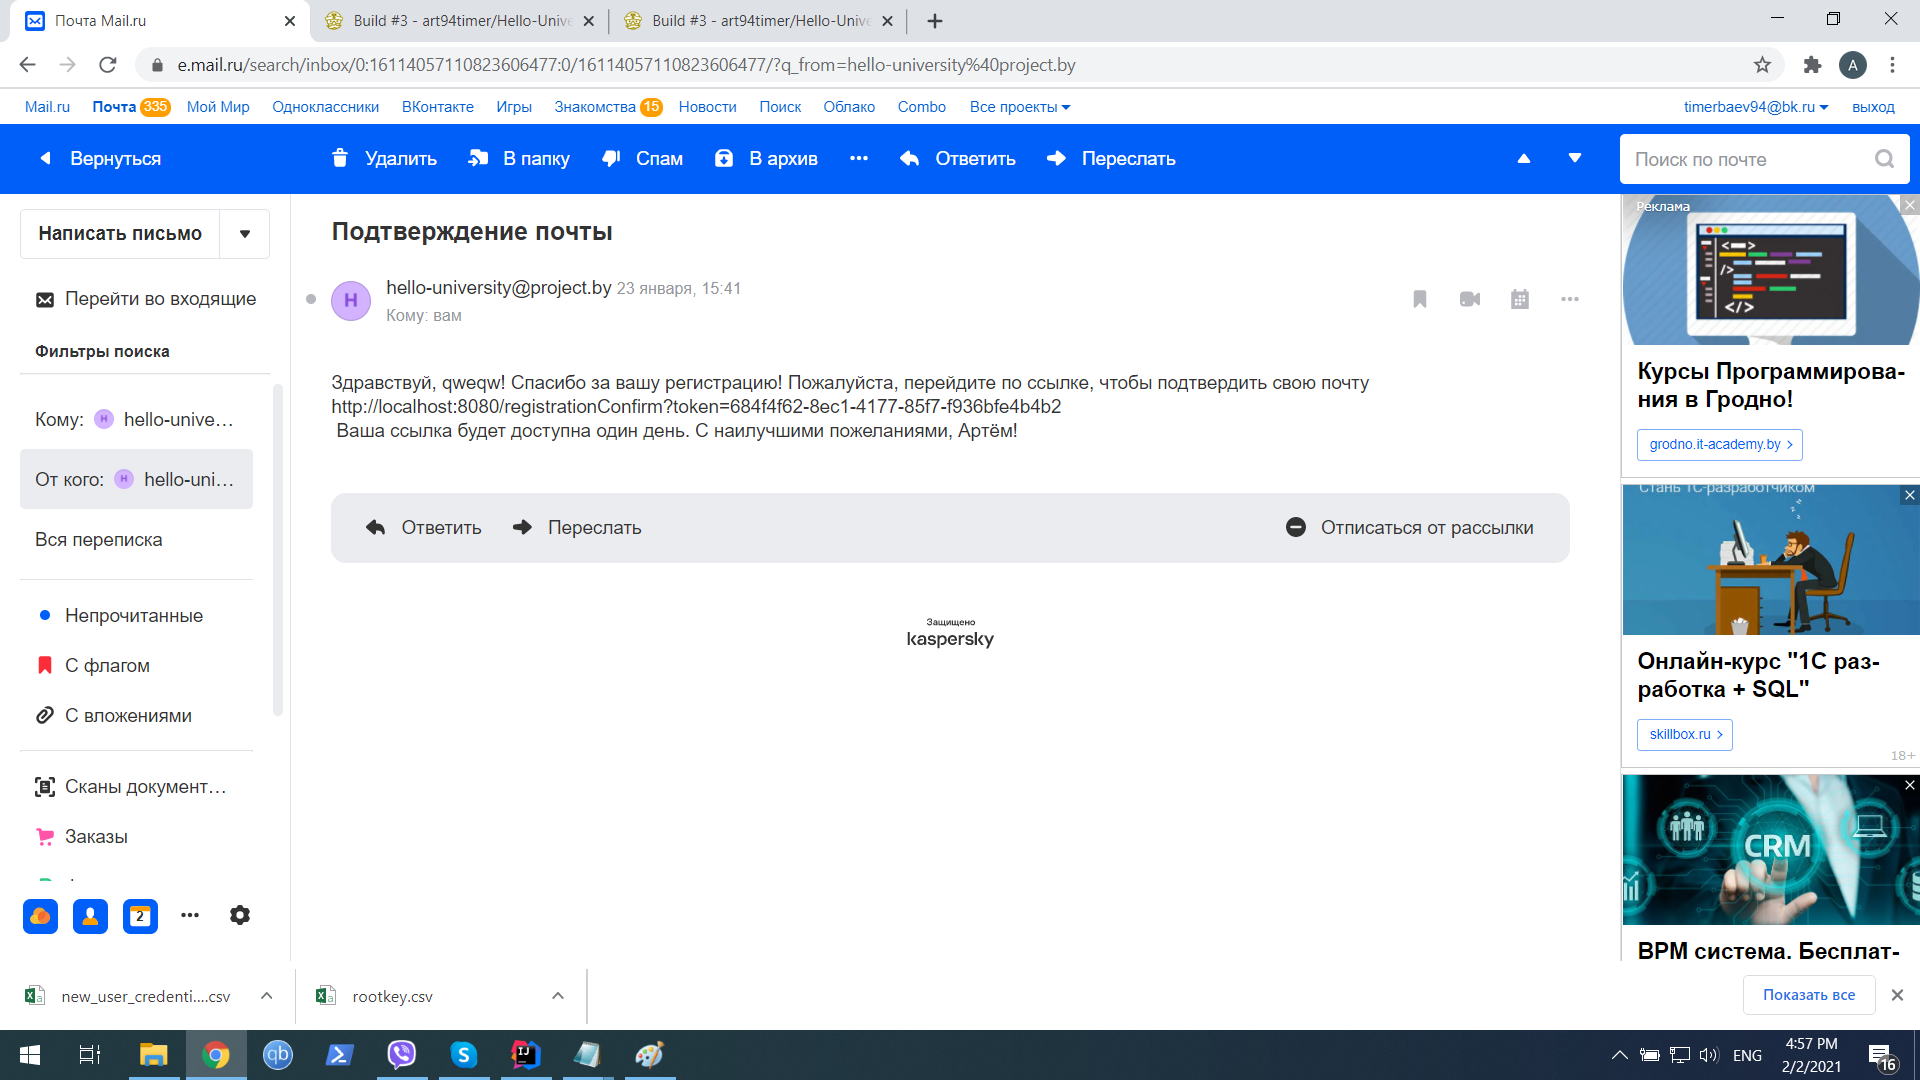 Почта Mail.ru
Build #3 - art94timer/Hello-Unive
Build #3 - art94timer/Hello-Unive
e.mail.ru/search/inbox/0:16114057110823606477:0/16114057110823606477/?q_from=hello-university%40project.by
A
Mail.ru Почта 335 Мой Мир Одноклассники ВКонтакте Игры Знакомства 15 Новости Поиск Облако Combo Все проекты
timerbaev94@bk.ru выход
Вернуться
Удалить В папку Спам В архив Ответить Переслать
Поиск по почте
Написать письмо
Перейти во входящие
Фильтры поиска
Кому: H hello-unive...
От кого: H hello-uni...
Вся переписка
Непрочитанные
С флагом
С вложениями
Сканы документ...
Заказы
2
Подтверждение почты
H
hello-university@project.by 23 января, 15:41
Кому: вам
Здравствуй, qweqw! Спасибо за вашу регистрацию! Пожалуйста, перейдите по ссылке, чтобы подтвердить свою почту
http://localhost:8080/registrationConfirm?token=684f4f62-8ec1-4177-85f7-f936bfe4b4b2
Ваша ссылка будет доступна один день. С наилучшими пожеланиями, Артём!
Ответить Переслать Отписаться от рассылки
Защищено
kaspersky
Реклама
Курсы Программирова-
ния в Гродно!
grodno.it-academy.by
Стань 1С-разработчиком
Онлайн-курс "1С раз-
работка + SQL"
skillbox.ru
18+
CRM
BPM система. Бесплат-
new_user_credenti....csv
rootkey.csv
Показать все
qb
S
IJ
ENG
4:57 PM
2/2/2021
16